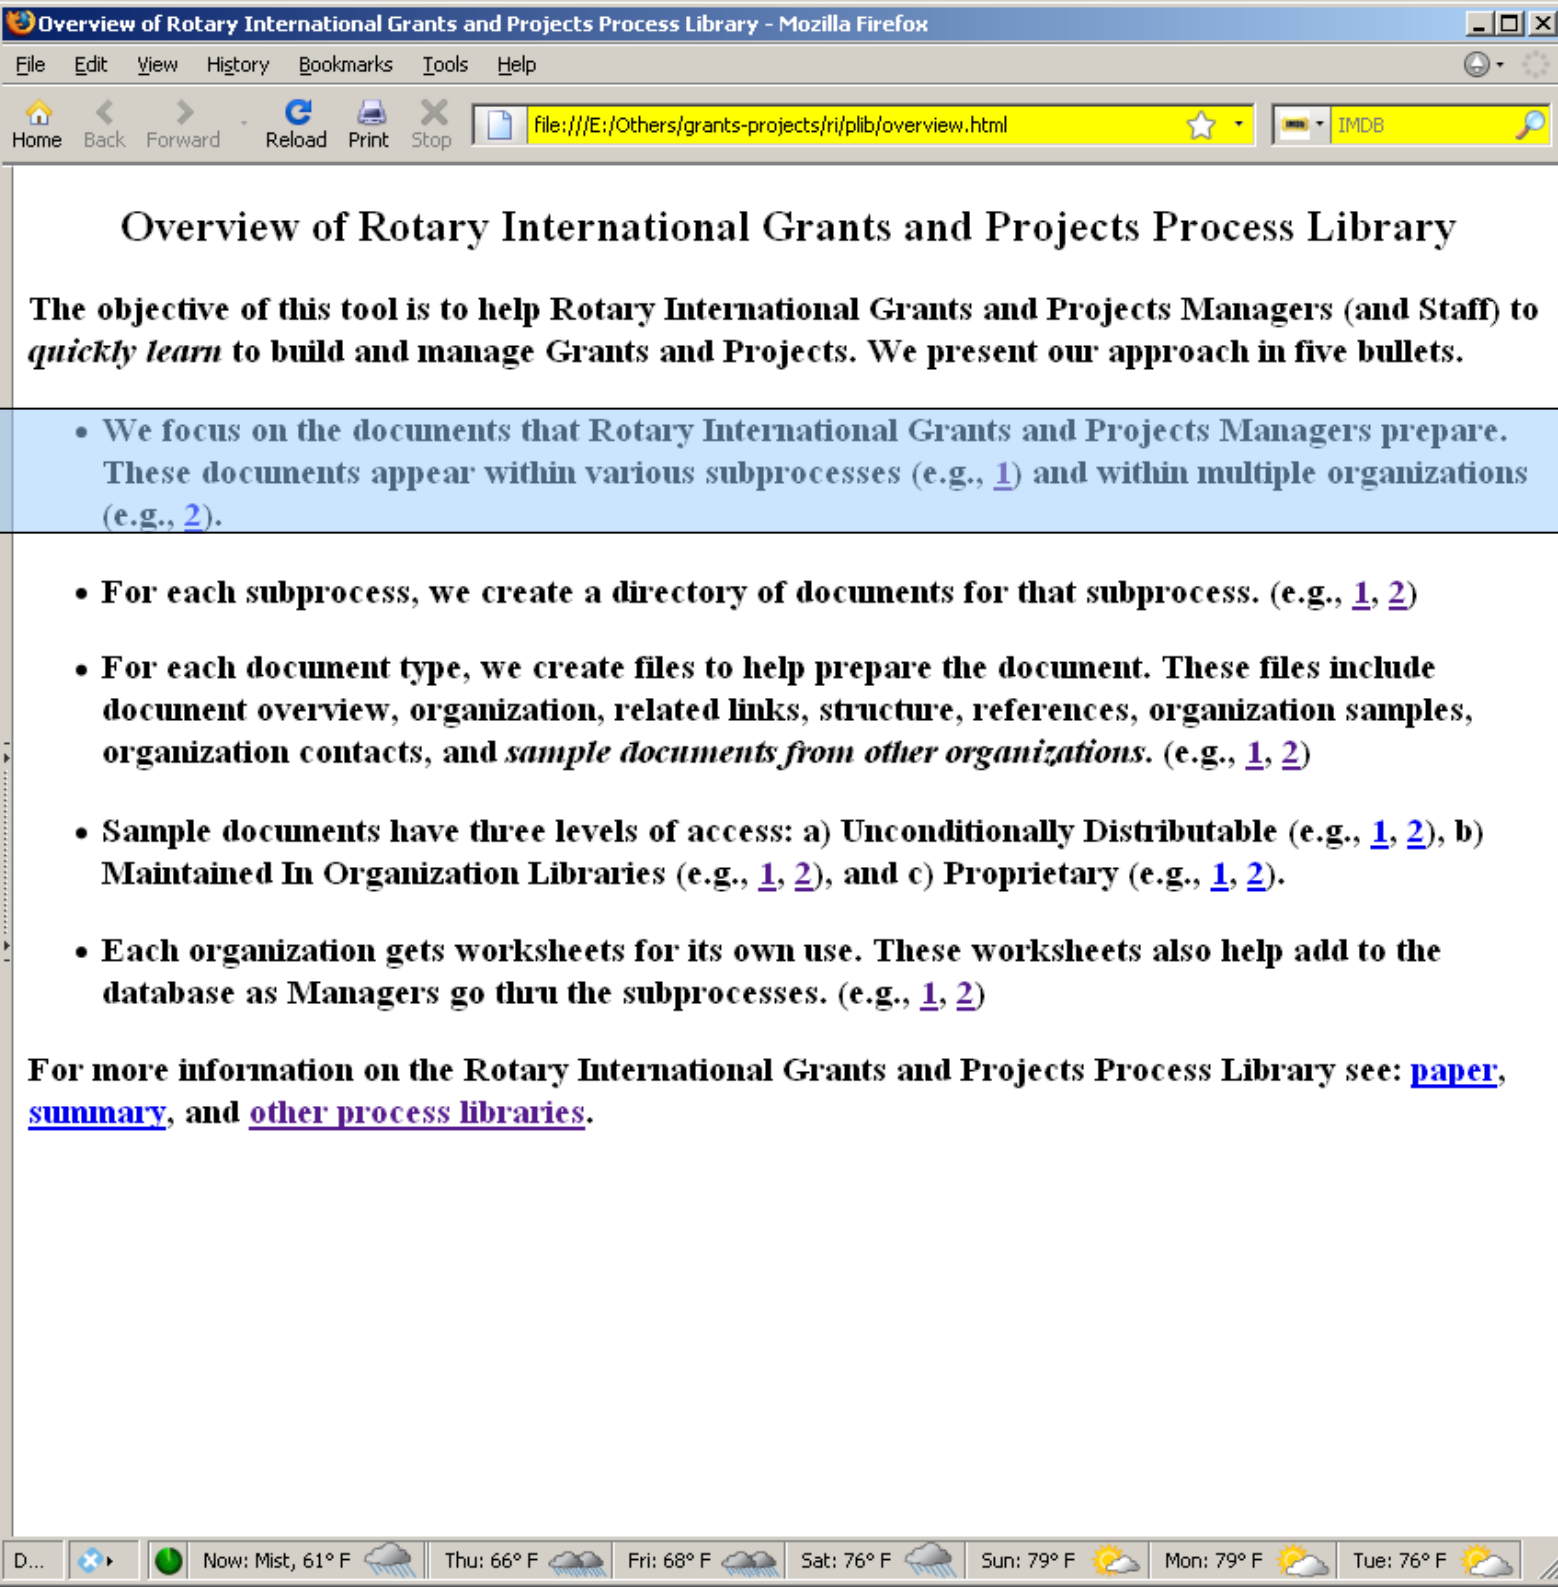 Overview of Rotary International Grants and Projects Process Library - Mozilla Firefox
File Edit View History Bookmarks Tools Help
Home Back Forward Reload Print Stop file:///E:/Others/grants-projects/ri/plib/overview.html IMDB
Overview of Rotary International Grants and Projects Process Library
The objective of this tool is to help Rotary International Grants and Projects Managers (and Staff) to
quickly learn to build and manage Grants and Projects. We present our approach in five bullets.
• We focus on the documents that Rotary International Grants and Projects Managers prepare.
These documents appear within various subprocesses (e.g., 1) and within multiple organizations
(e.g., 2).
• For each subprocess, we create a directory of documents for that subprocess. (e.g., 1, 2)
• For each document type, we create files to help prepare the document. These files include
document overview, organization, related links, structure, references, organization samples,
organization contacts, and sample documents from other organizations. (e.g., 1, 2)
• Sample documents have three levels of access: a) Unconditionally Distributable (e.g., 1, 2), b)
Maintained In Organization Libraries (e.g., 1, 2), and c) Proprietary (e.g., 1, 2).
• Each organization gets worksheets for its own use. These worksheets also help add to the
database as Managers go thru the subprocesses. (e.g., 1, 2)
For more information on the Rotary International Grants and Projects Process Library see: paper,
summary, and other process libraries.
D... Now: Mist, 61° F Thu: 66° F Fri: 68° F Sat: 76° F Sun: 79° F Mon: 79° F Tue: 76° F